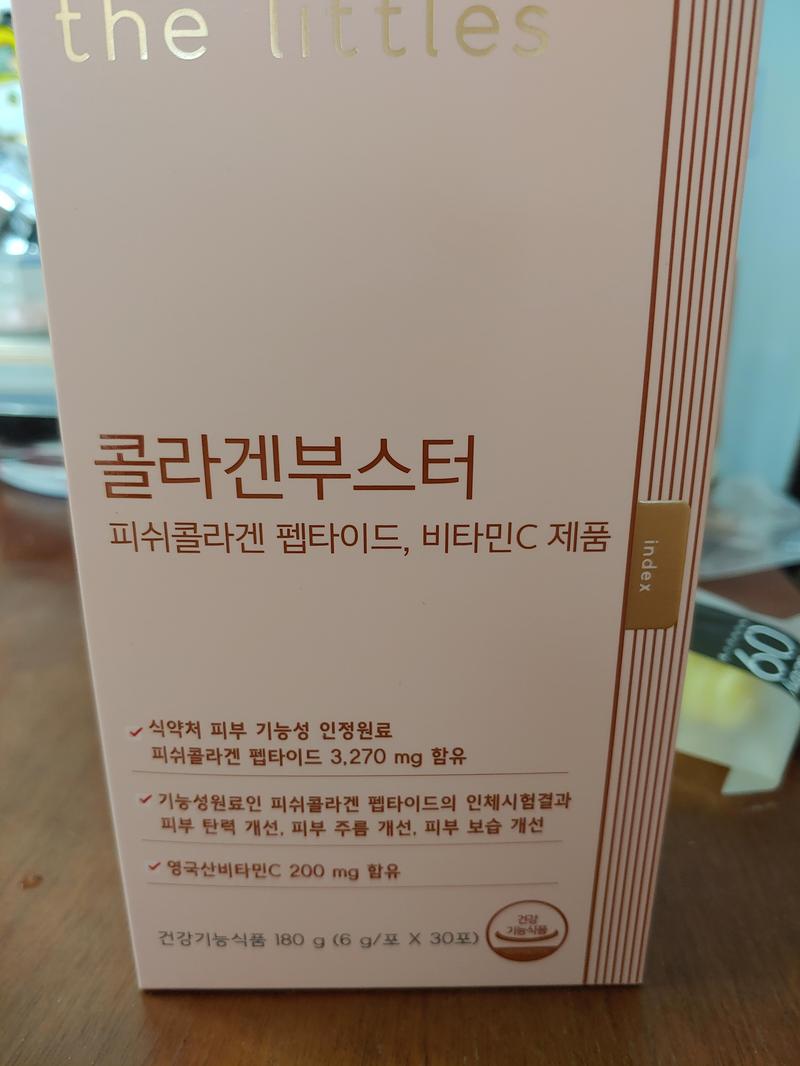 the littles
콜라겐부스터
피쉬콜라겐 펩타이드, 비타민C 제품
index
식약처 피부 기능성 인정원료
피쉬콜라겐 펩타이드 3,270 mg 함유
기능성원료인 피쉬콜라겐 펩타이드의 인체시험결과
피부 탄력 개선, 피부 주름 개선, 피부 보습 개선
영국산비타민C 200 mg 함유
건강기능식품 180 g (6 g/포 X 30포)
건강
기능식품
60